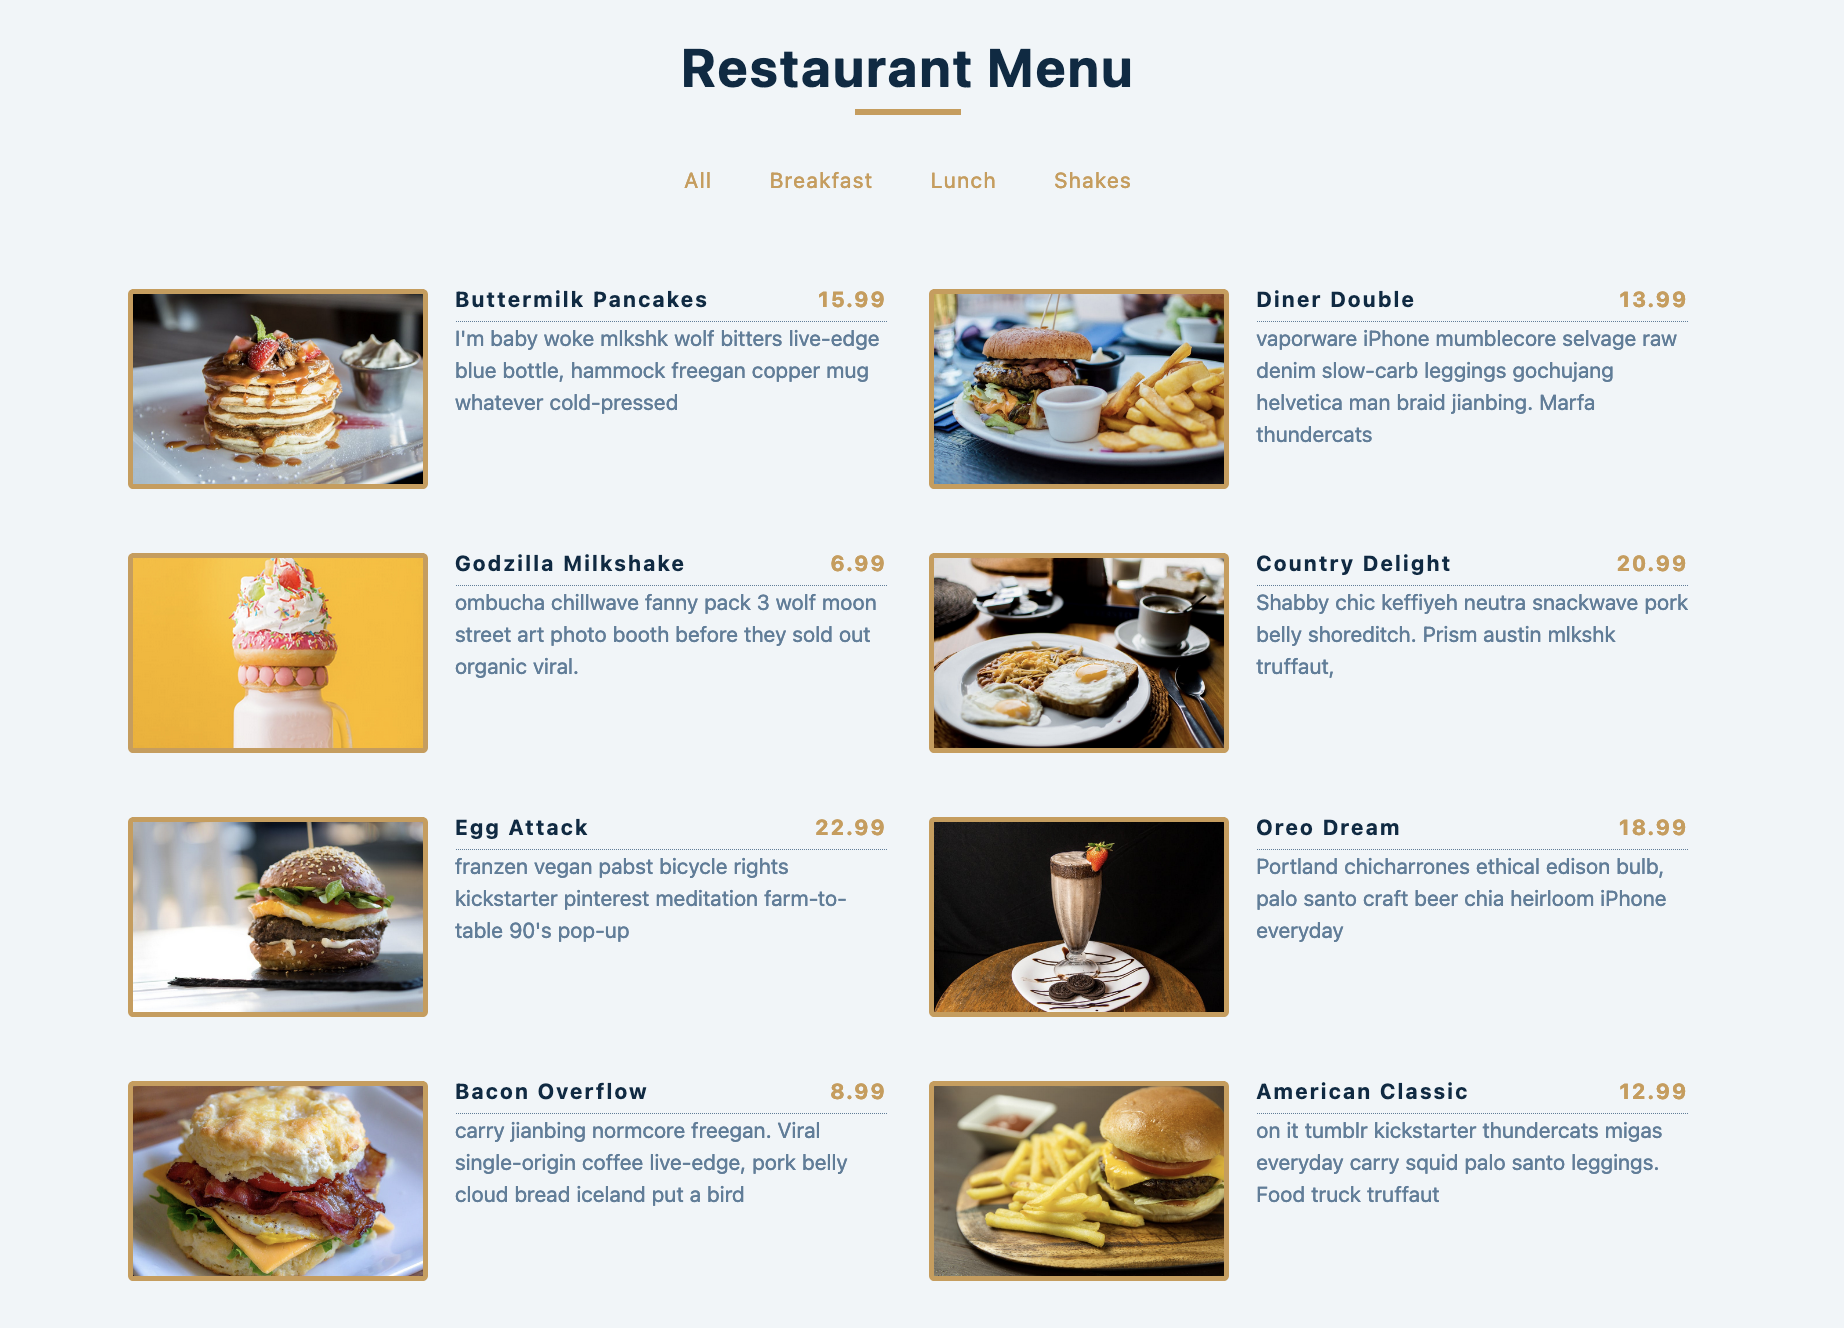 Restaurant Menu
All Breakfast Lunch Shakes
Buttermilk Pancakes 15.99
I'm baby woke mlkshk wolf bitters live-edge
blue bottle, hammock freegan copper mug
whatever cold-pressed
Diner Double 13.99
vaporware iPhone mumblecore selvage raw
denim slow-carb leggings gochujang
helvetica man braid jianbing. Marfa
thundercats
Godzilla Milkshake 6.99
ombucha chillwave fanny pack 3 wolf moon
street art photo booth before they sold out
organic viral.
Country Delight 20.99
Shabby chic keffiyeh neutra snackwave pork
belly shoreditch. Prism austin mlkshk
truffaut,
Egg Attack 22.99
franzen vegan pabst bicycle rights
kickstarter pinterest meditation farm-to-
table 90's pop-up
Oreo Dream 18.99
Portland chicharrones ethical edison bulb,
palo santo craft beer chia heirloom iPhone
everyday
Bacon Overflow 8.99
carry jianbing normcore freegan. Viral
single-origin coffee live-edge, pork belly
cloud bread iceland put a bird
American Classic 12.99
on it tumblr kickstarter thundercats migas
everyday carry squid palo santo leggings.
Food truck truffaut